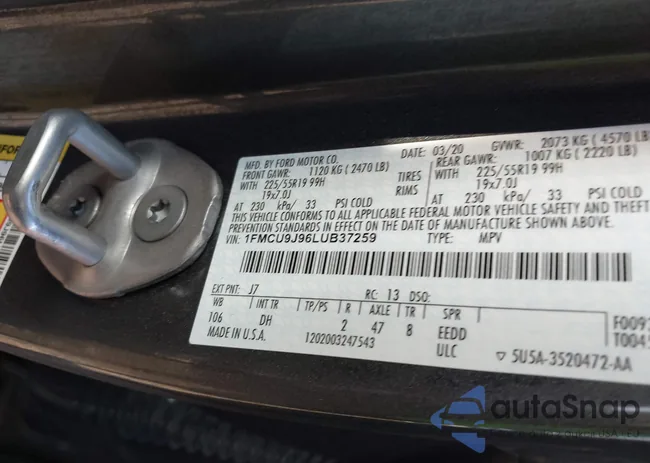 MFD. BY FORD MOTOR CO.
DATE: 03/20 GVWR: 2073 KG (4570 LB)
FRONT GAWR: 1120 KG (2470 LB)
REAR GAWR: 1007 KG (2220 LB)
WITH 225/55R19 99H TIRES
WITH 225/55R19 99H
19x7.0J RIMS
19x7.0J
AT 230 kPa/ 33 PSI COLD
AT 230 kPa/ 33 PSI COLD
THIS VEHICLE CONFORMS TO ALL APPLICABLE FEDERAL MOTOR VEHICLE SAFETY AND THEFT
IN EFFECT ON THE DATE OF MANUFACTURE SHOWN ABOVE.
VIN: 1FMCU9J96LUB37259 TYPE: MPV
EXT PNT: J7 RC: 13 DSO:
WB INT TR TP/PS R AXLE TR SPR
106 DH 2 47 8 EEDD
MADE IN U.S.A. 1202003247543 ULC
▽ 5U5A-3520472-AA
autaSnap